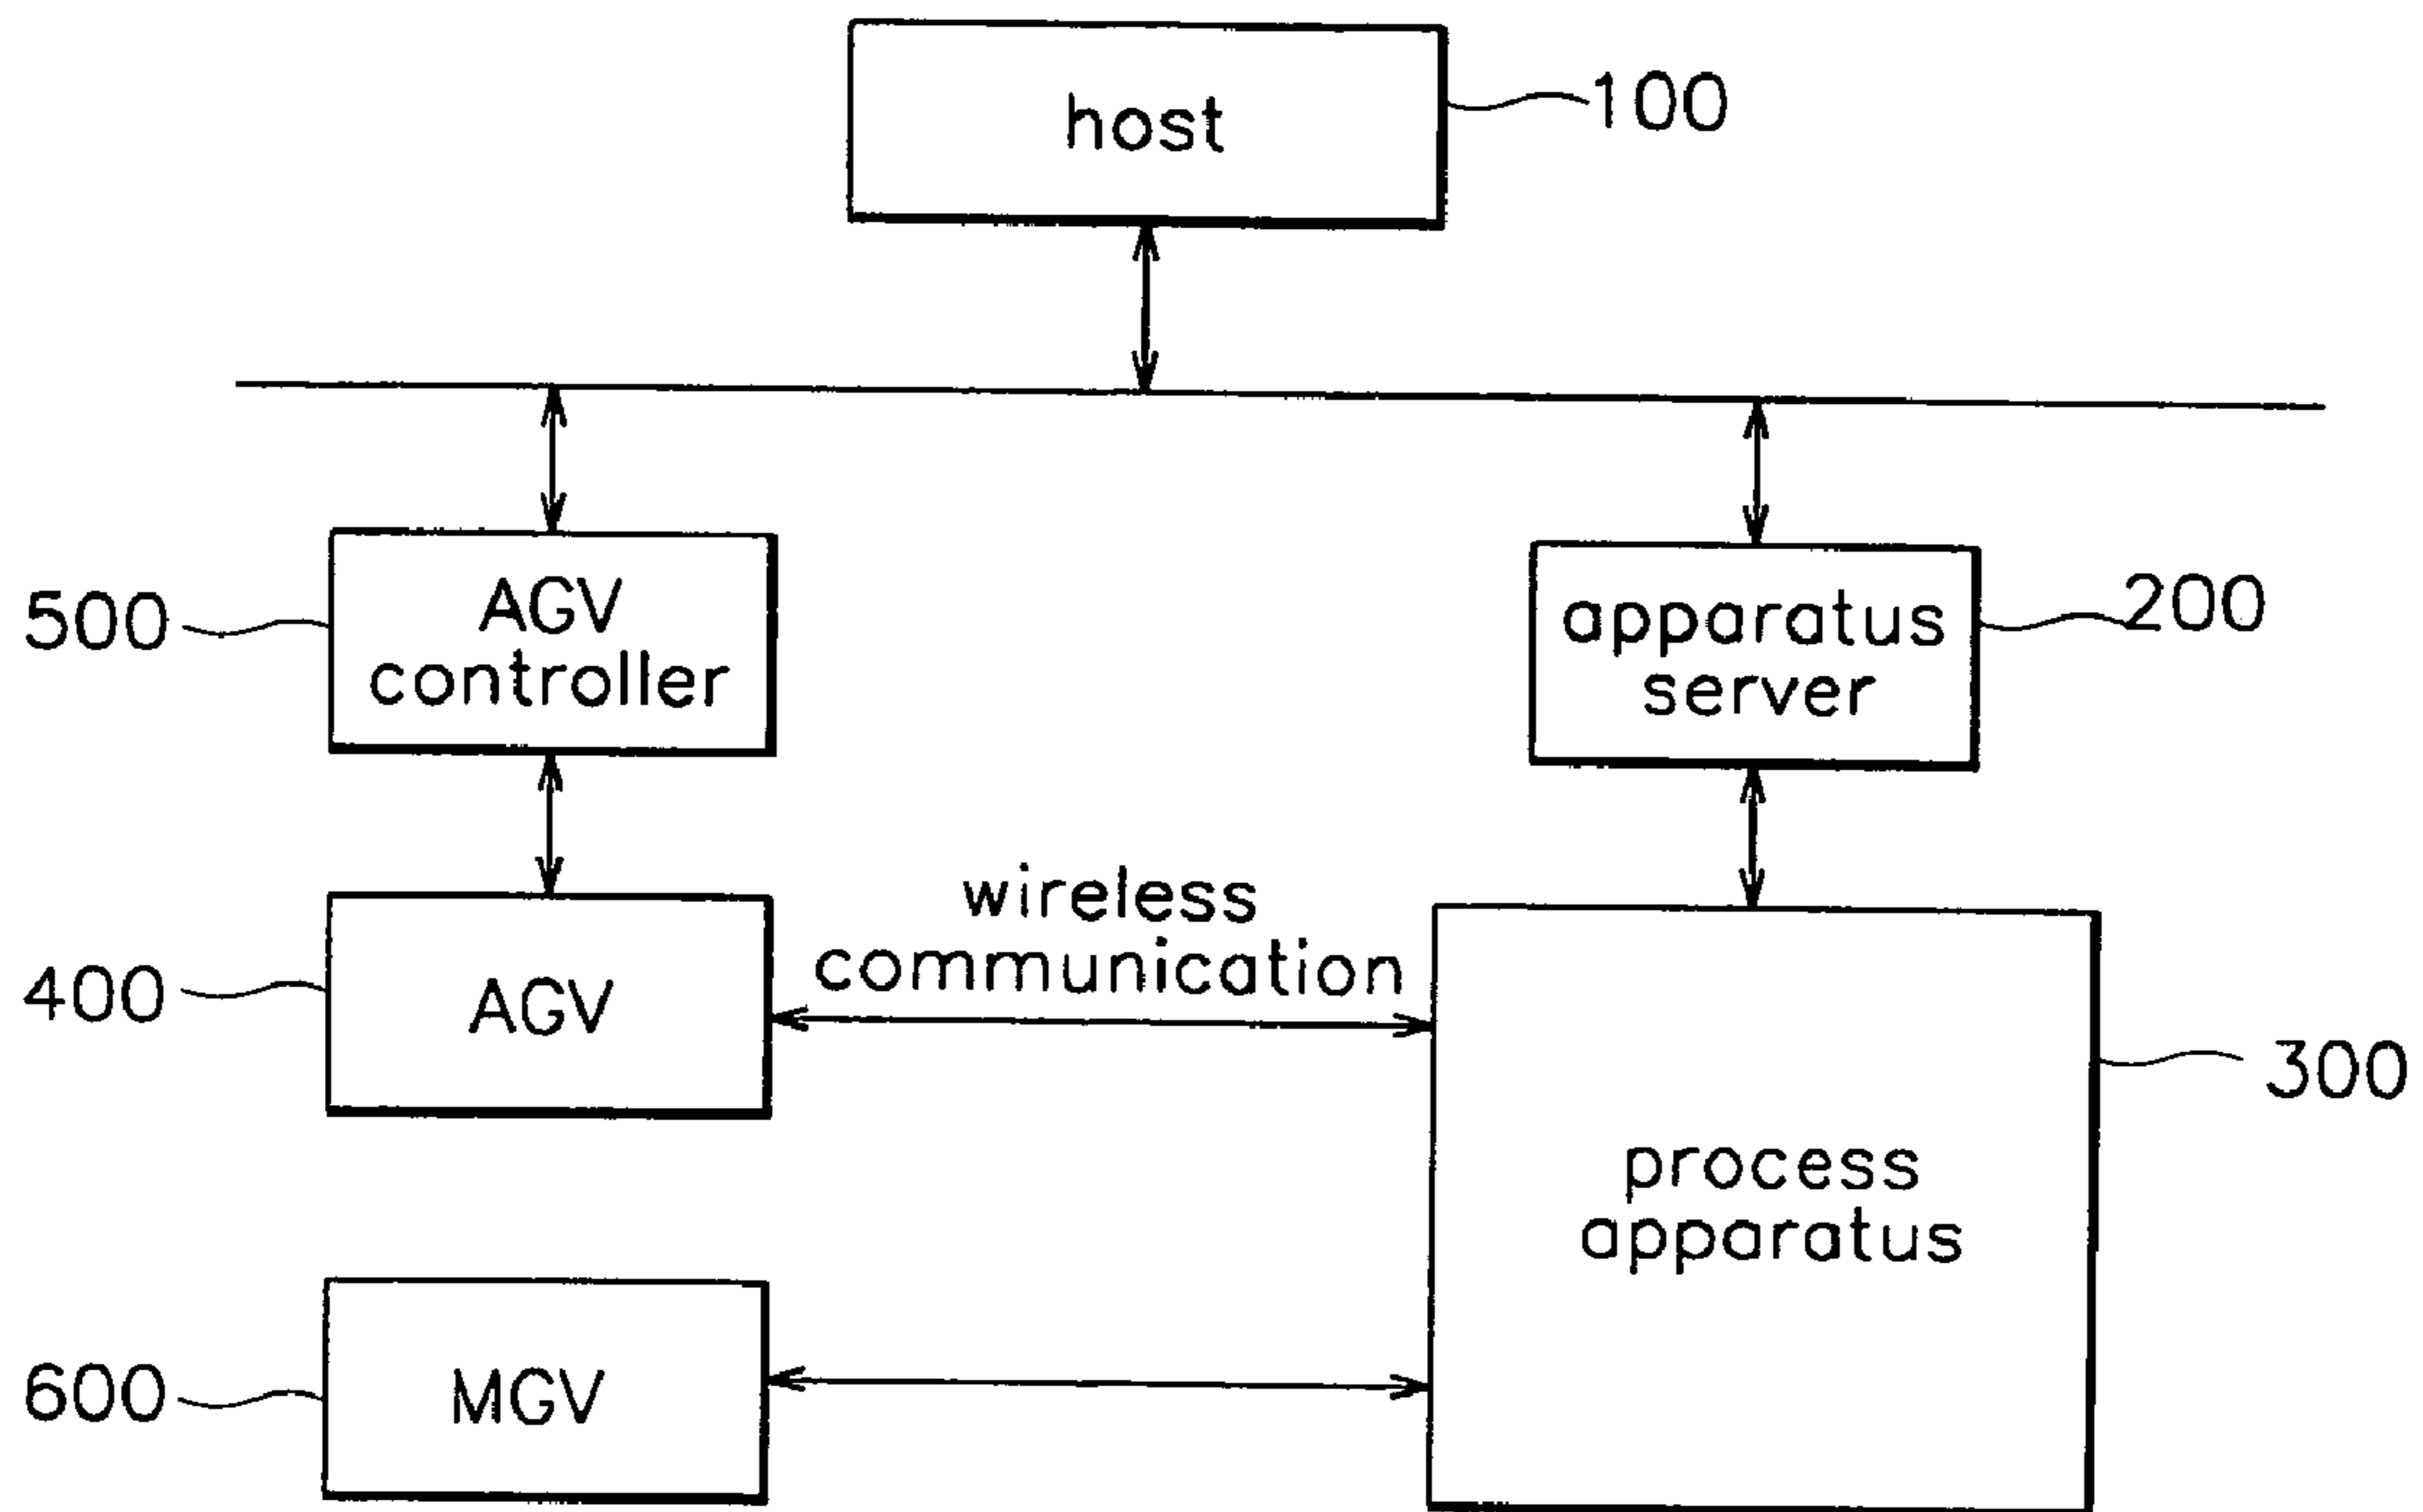 host
100
500
AGV
controller
apparatus
server
200
wireless
communication
400
AGV
300
process
apparatus
600
MGV